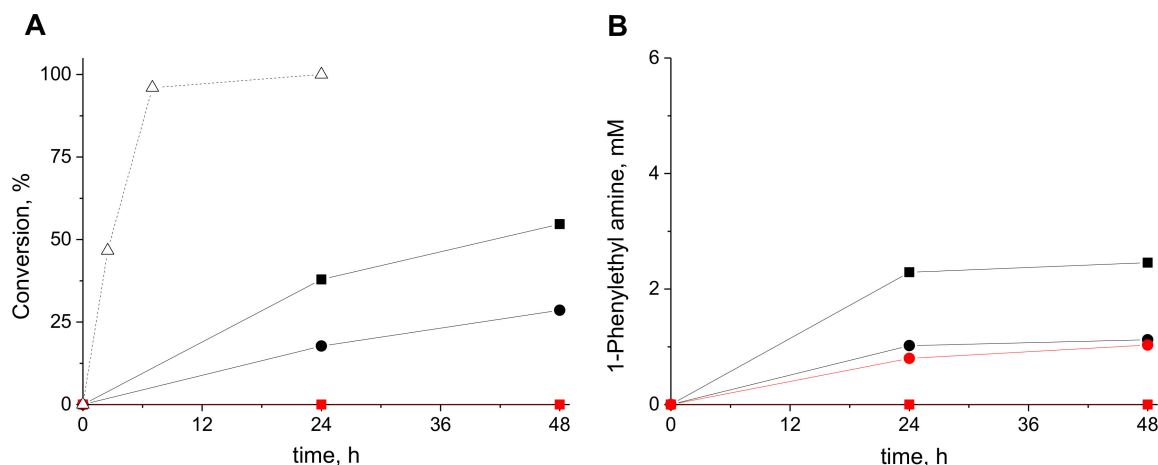 A
Conversion, %
100
75
50
25
0
0 12 24 36 48
time, h
B
1-Phenylethyl amine, mM
6
4
2
0
0 12 24 36 48
time, h